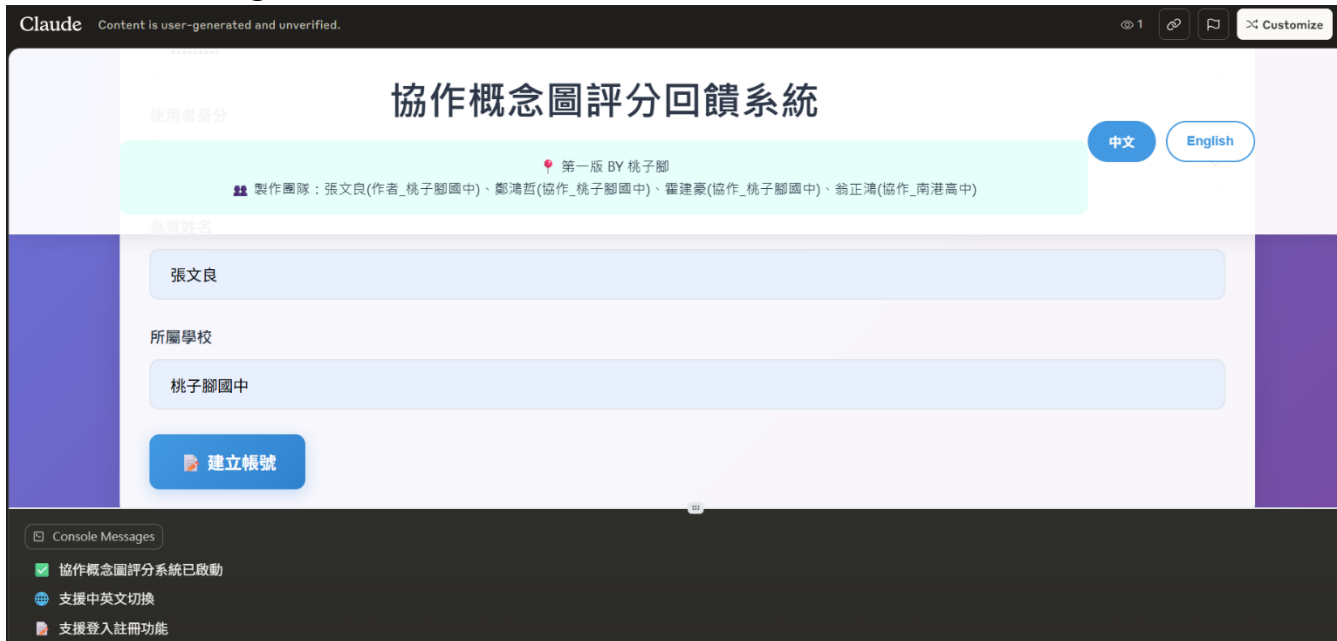 Claude Content is user-generated and unverified.
1
Customize
協作概念圖評分回饋系統
使用者身分
中文
English
第一版 BY 桃子腳
製作團隊：張文良(作者_桃子腳國中)、鄭鴻哲(協作_桃子腳國中)、霍建豪(協作_桃子腳國中)、翁正鴻(協作_南港高中)
真實姓名
張文良
所屬學校
桃子腳國中
建立帳號
Console Messages
協作概念圖評分系統已啟動
支援中英文切換
支援登入註冊功能